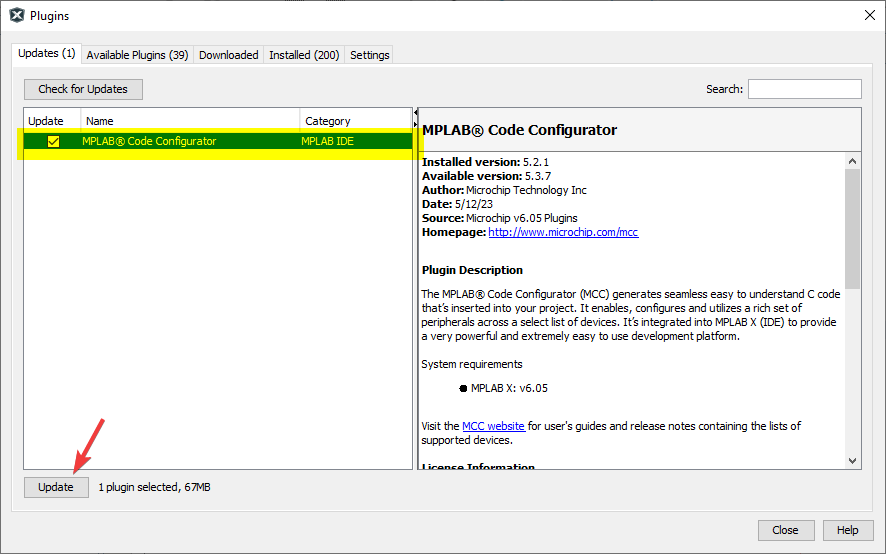 Plugins
Updates (1) Available Plugins (39) Downloaded Installed (200) Settings
Check for Updates
Search:
Update Name Category
MPLAB® Code Configurator MPLAB IDE
MPLAB® Code Configurator
Installed version: 5.2.1
Available version: 5.3.7
Author: Microchip Technology Inc
Date: 5/12/23
Source: Microchip v6.05 Plugins
Homepage: http://www.microchip.com/mcc
Plugin Description
The MPLAB® Code Configurator (MCC) generates seamless easy to understand C code
that's inserted into your project. It enables, configures and utilizes a rich set of
peripherals across a select list of devices. It's integrated into MPLAB X (IDE) to provide
a very powerful and extremely easy to use development platform.
System requirements
MPLAB X: v6.05
Visit the MCC website for user's guides and release notes containing the lists of
supported devices.
License Information
Update 1 plugin selected, 67MB
Close Help